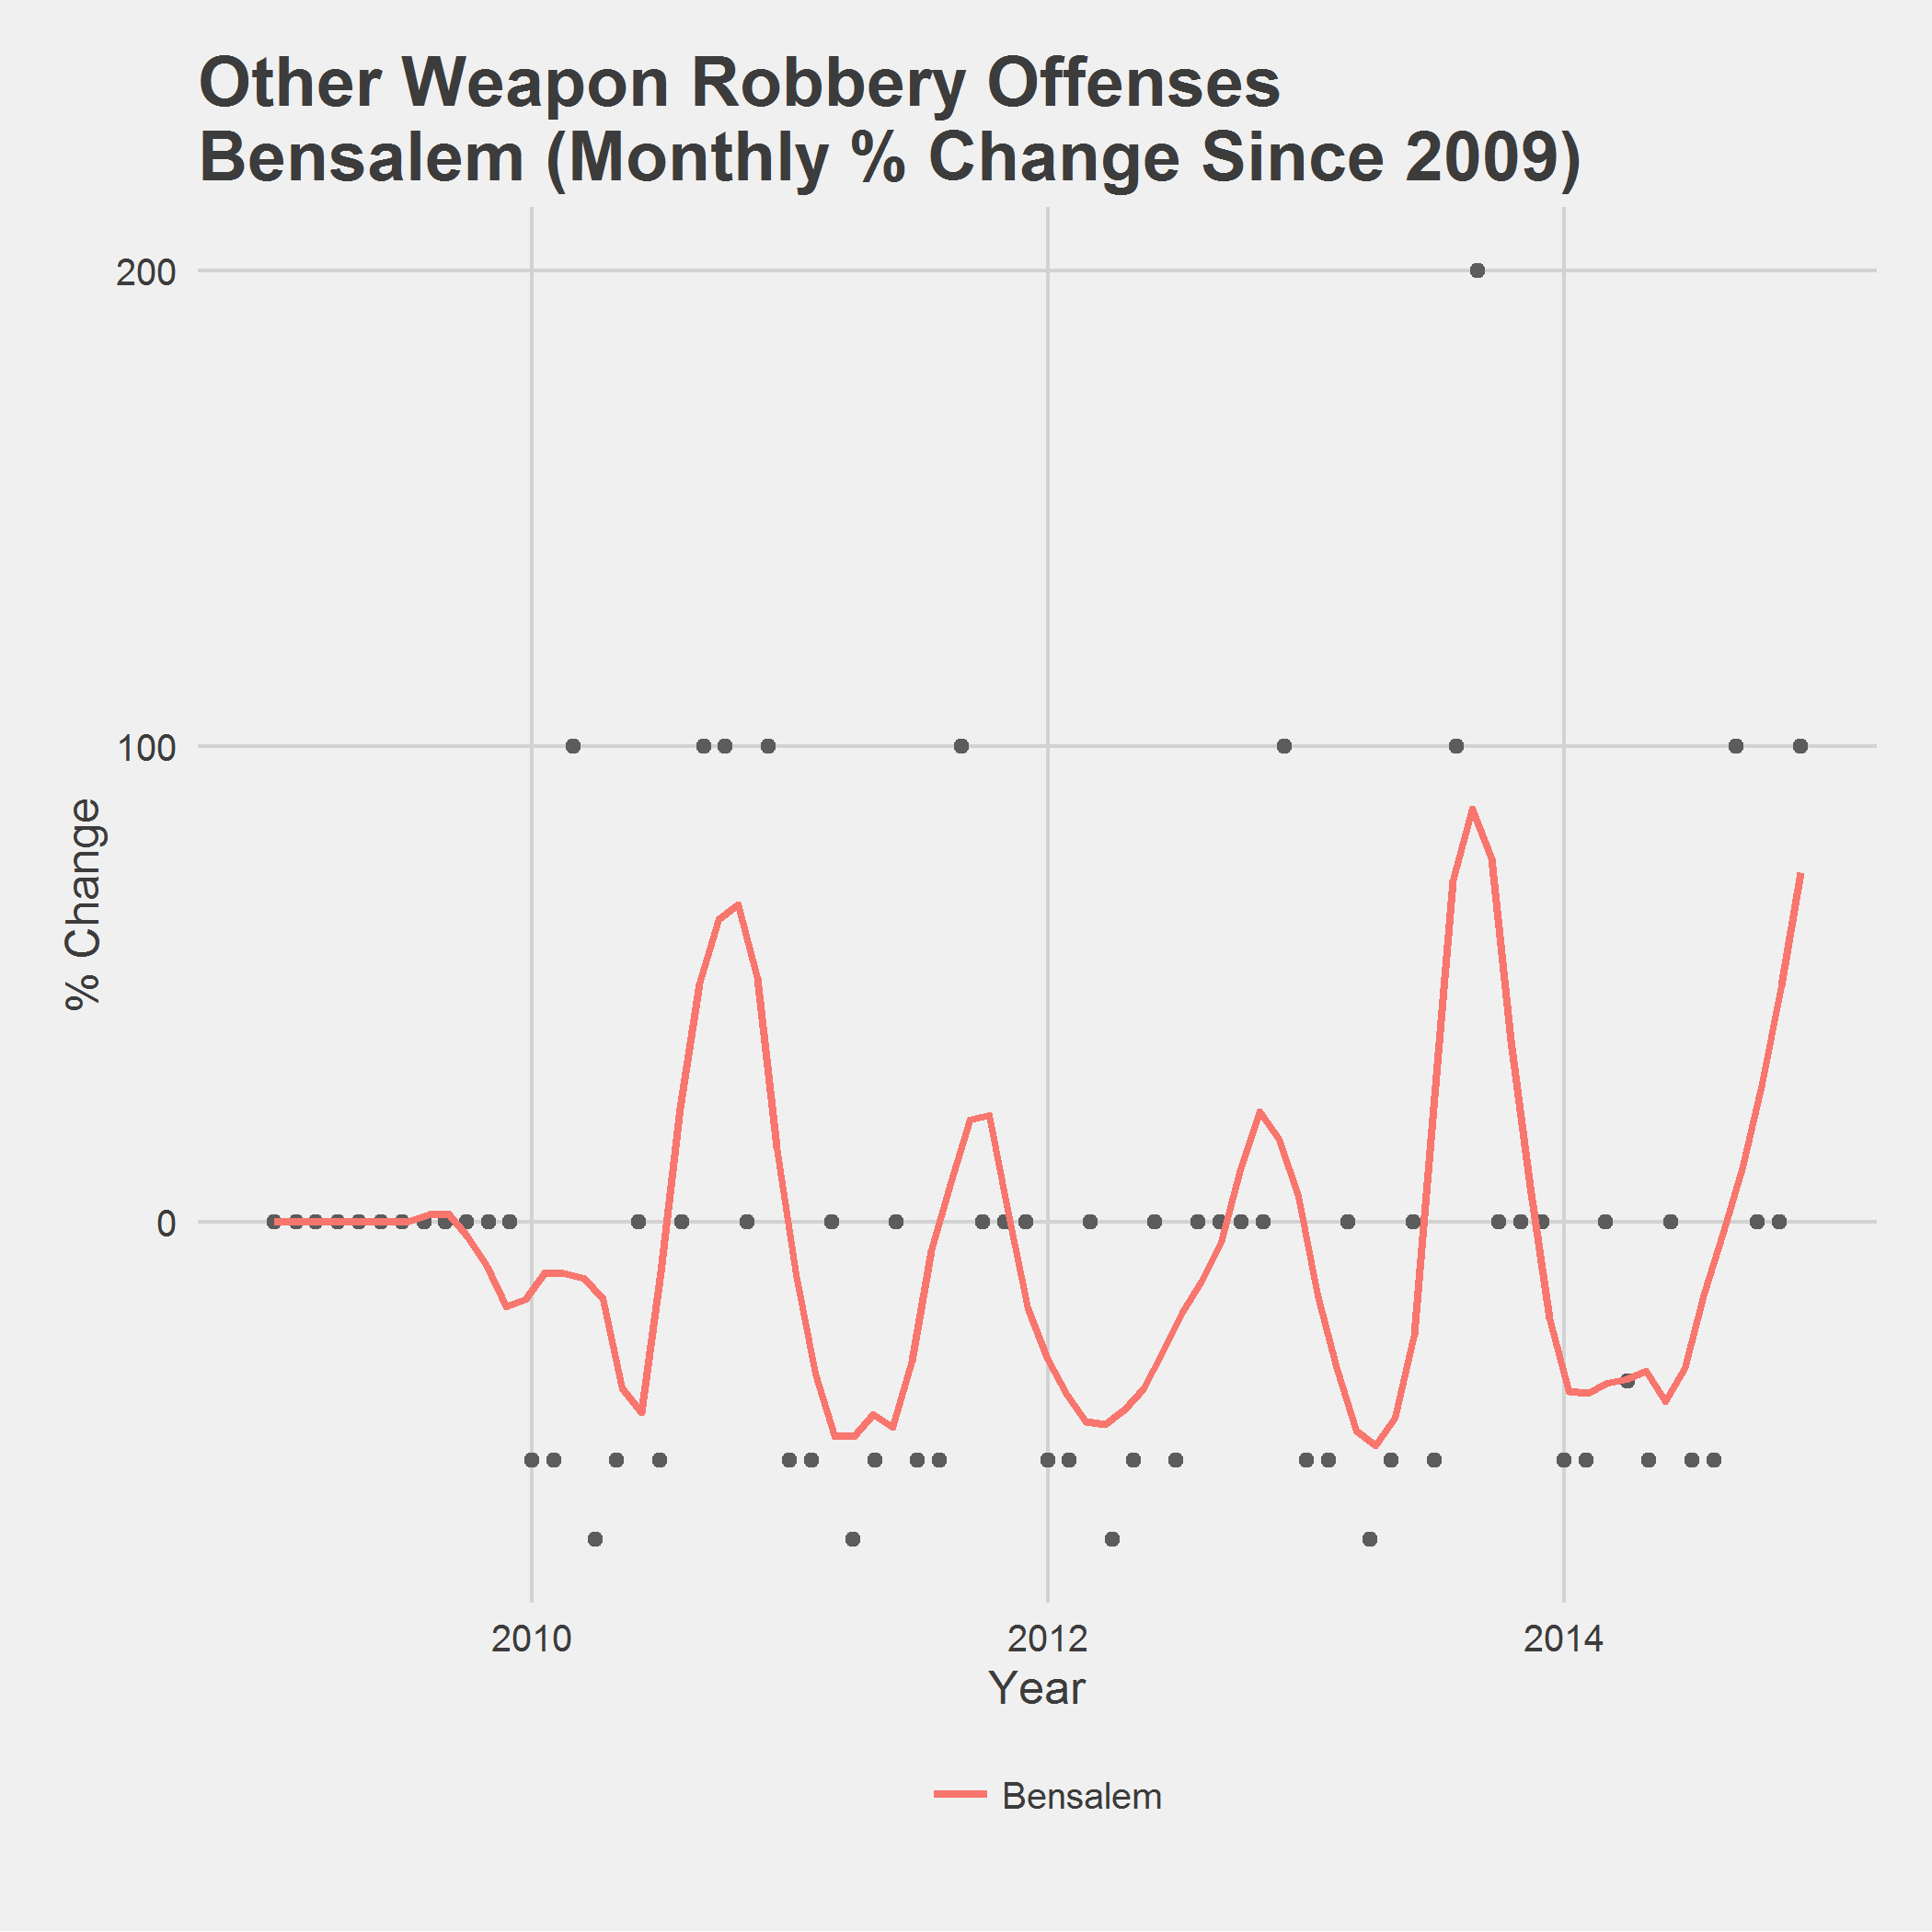 Other Weapon Robbery Offenses
Bensalem (Monthly % Change Since 2009)
200
100
0
% Change
2010 2012 2014
Year
Bensalem